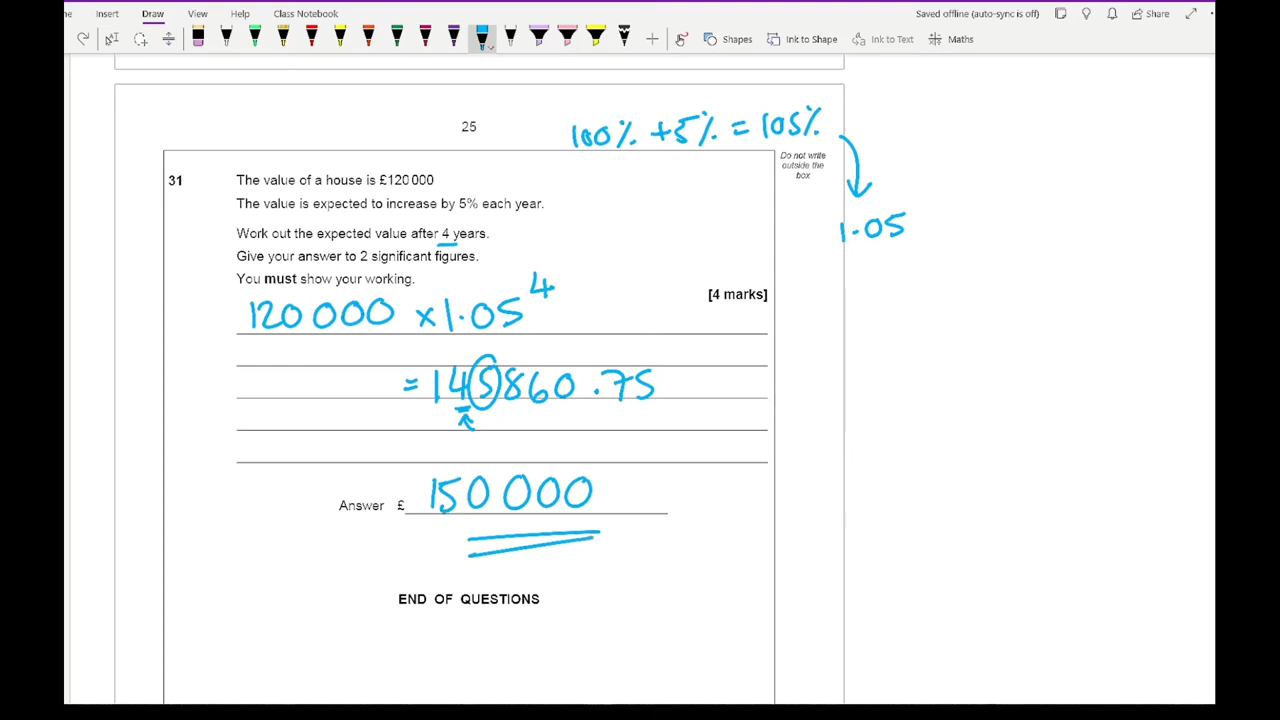 me Insert Draw View Help Class Notebook Saved offline (auto-sync is off) Share
Shapes Ink to Shape Ink to Text Maths
25
100% +5% = 105%
Do not write
outside the
box
31 The value of a house is £120 000
The value is expected to increase by 5% each year.
1.05
Work out the expected value after 4 years.
Give your answer to 2 significant figures.
You must show your working.
[4 marks]
120 000 x 1.05 4
= 145860.75
Answer £ 150 000
END OF QUESTIONS